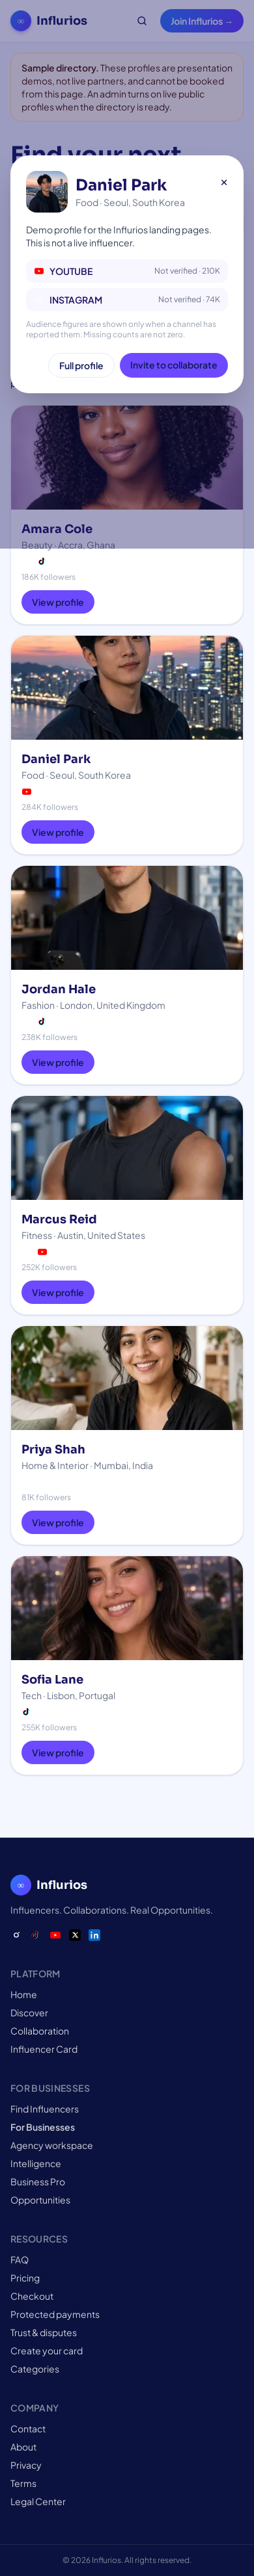 Influrios
Join Influrios →
Sample directory. These profiles are presentation
demos, not live partners, and cannot be booked
from this page. An admin turns on live public
profiles when the directory is ready.
Find your next
Daniel Park
×
Food · Seoul, South Korea
Demo profile for the Influrios landing pages.
This is not a live influencer.
YOUTUBE
Not verified · 210K
INSTAGRAM
Not verified · 74K
Audience figures are shown only when a channel has
reported them. Missing counts are not zero.
Full profile
Invite to collaborate
Amara Cole
Beauty · Accra, Ghana
186K followers
View profile
Daniel Park
Food · Seoul, South Korea
284K followers
View profile
Jordan Hale
Fashion · London, United Kingdom
238K followers
View profile
Marcus Reid
Fitness · Austin, United States
252K followers
View profile
Priya Shah
Home & Interior · Mumbai, India
81K followers
View profile
Sofia Lane
Tech · Lisbon, Portugal
255K followers
View profile
Influrios
Influencers. Collaborations. Real Opportunities.
PLATFORM
Home
Discover
Collaboration
Influencer Card
FOR BUSINESSES
Find Influencers
For Businesses
Agency workspace
Intelligence
Business Pro
Opportunities
RESOURCES
FAQ
Pricing
Checkout
Protected payments
Trust & disputes
Create your card
Categories
COMPANY
Contact
About
Privacy
Terms
Legal Center
© 2026 Influrios. All rights reserved.